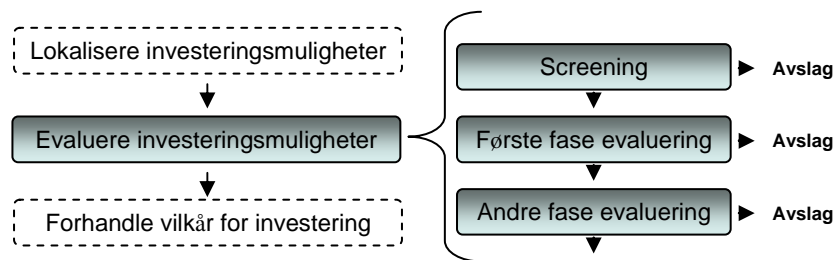 Lokalisere investeringsmuligheter
Evaluere investeringsmuligheter
Forhandle vilkår for investering
Screening
Avslag
Første fase evaluering
Avslag
Andre fase evaluering
Avslag